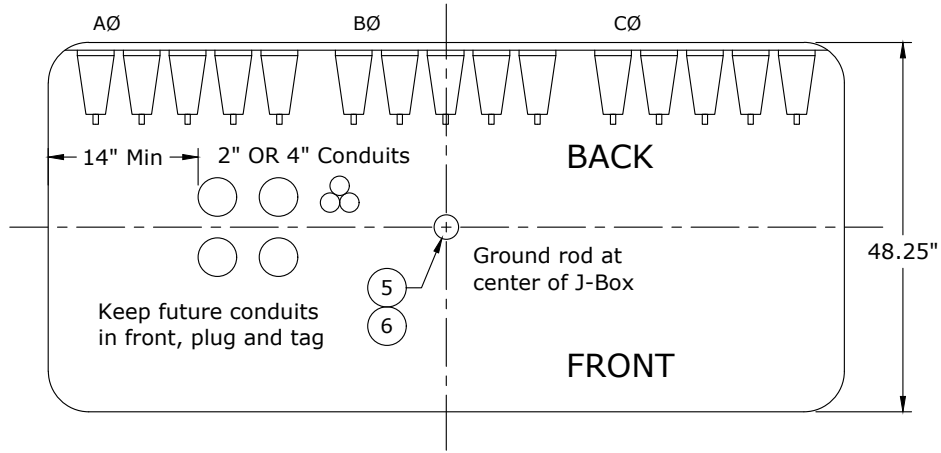 AØ
BØ
CØ
14" Min
2" OR 4" Conduits
BACK
Ground rod at
center of J-Box
48.25"
5
6
Keep future conduits
in front, plug and tag
FRONT